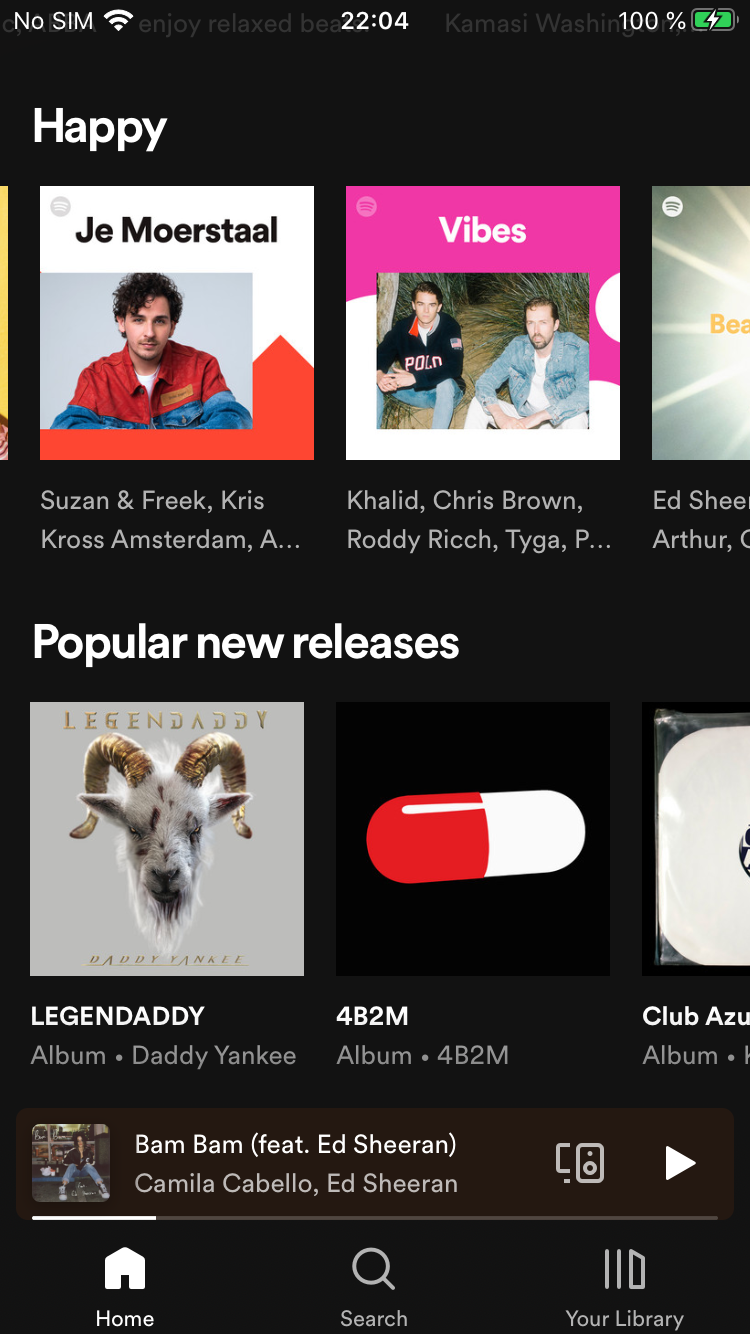 No SIM
22:04
100 %
enjoy relaxed bea
Kamasi Washington,
Happy
Je Moerstaal
Vibes
Bea
POLO
Suzan & Freek, Kris
Kross Amsterdam, A...
Khalid, Chris Brown,
Roddy Ricch, Tyga, P...
Ed Sheer
Arthur,
Popular new releases
LEGENDADDY
DADDY YANKEE
LEGENDADDY
Album • Daddy Yankee
4B2M
Album • 4B2M
Club Azu
Album •
Bam Bam (feat. Ed Sheeran)
Camila Cabello, Ed Sheeran
Home
Search
Your Library